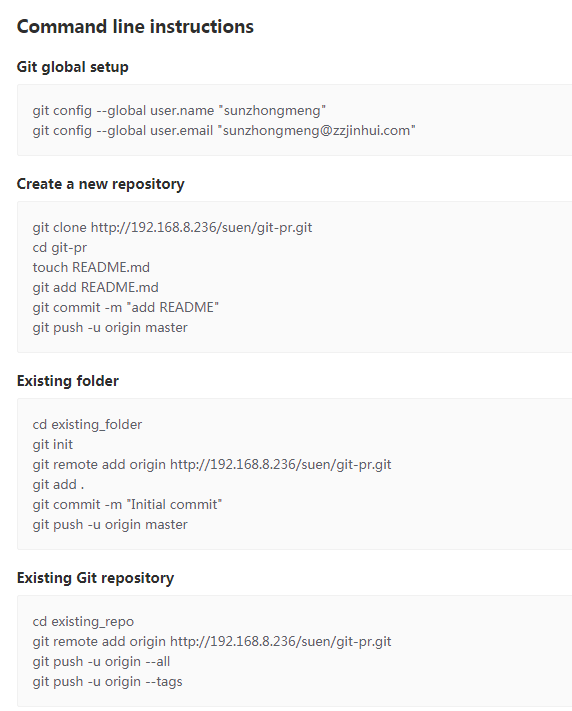 Command line instructions
Git global setup
git config --global user.name "sunzhongmeng"
git config --global user.email "sunzhongmeng@zzjinhui.com"
Create a new repository
git clone http://192.168.8.236/suen/git-pr.git
cd git-pr
touch README.md
git add README.md
git commit -m "add README"
git push -u origin master
Existing folder
cd existing_folder
git init
git remote add origin http://192.168.8.236/suen/git-pr.git
git add .
git commit -m "Initial commit"
git push -u origin master
Existing Git repository
cd existing_repo
git remote add origin http://192.168.8.236/suen/git-pr.git
git push -u origin --all
git push -u origin --tags